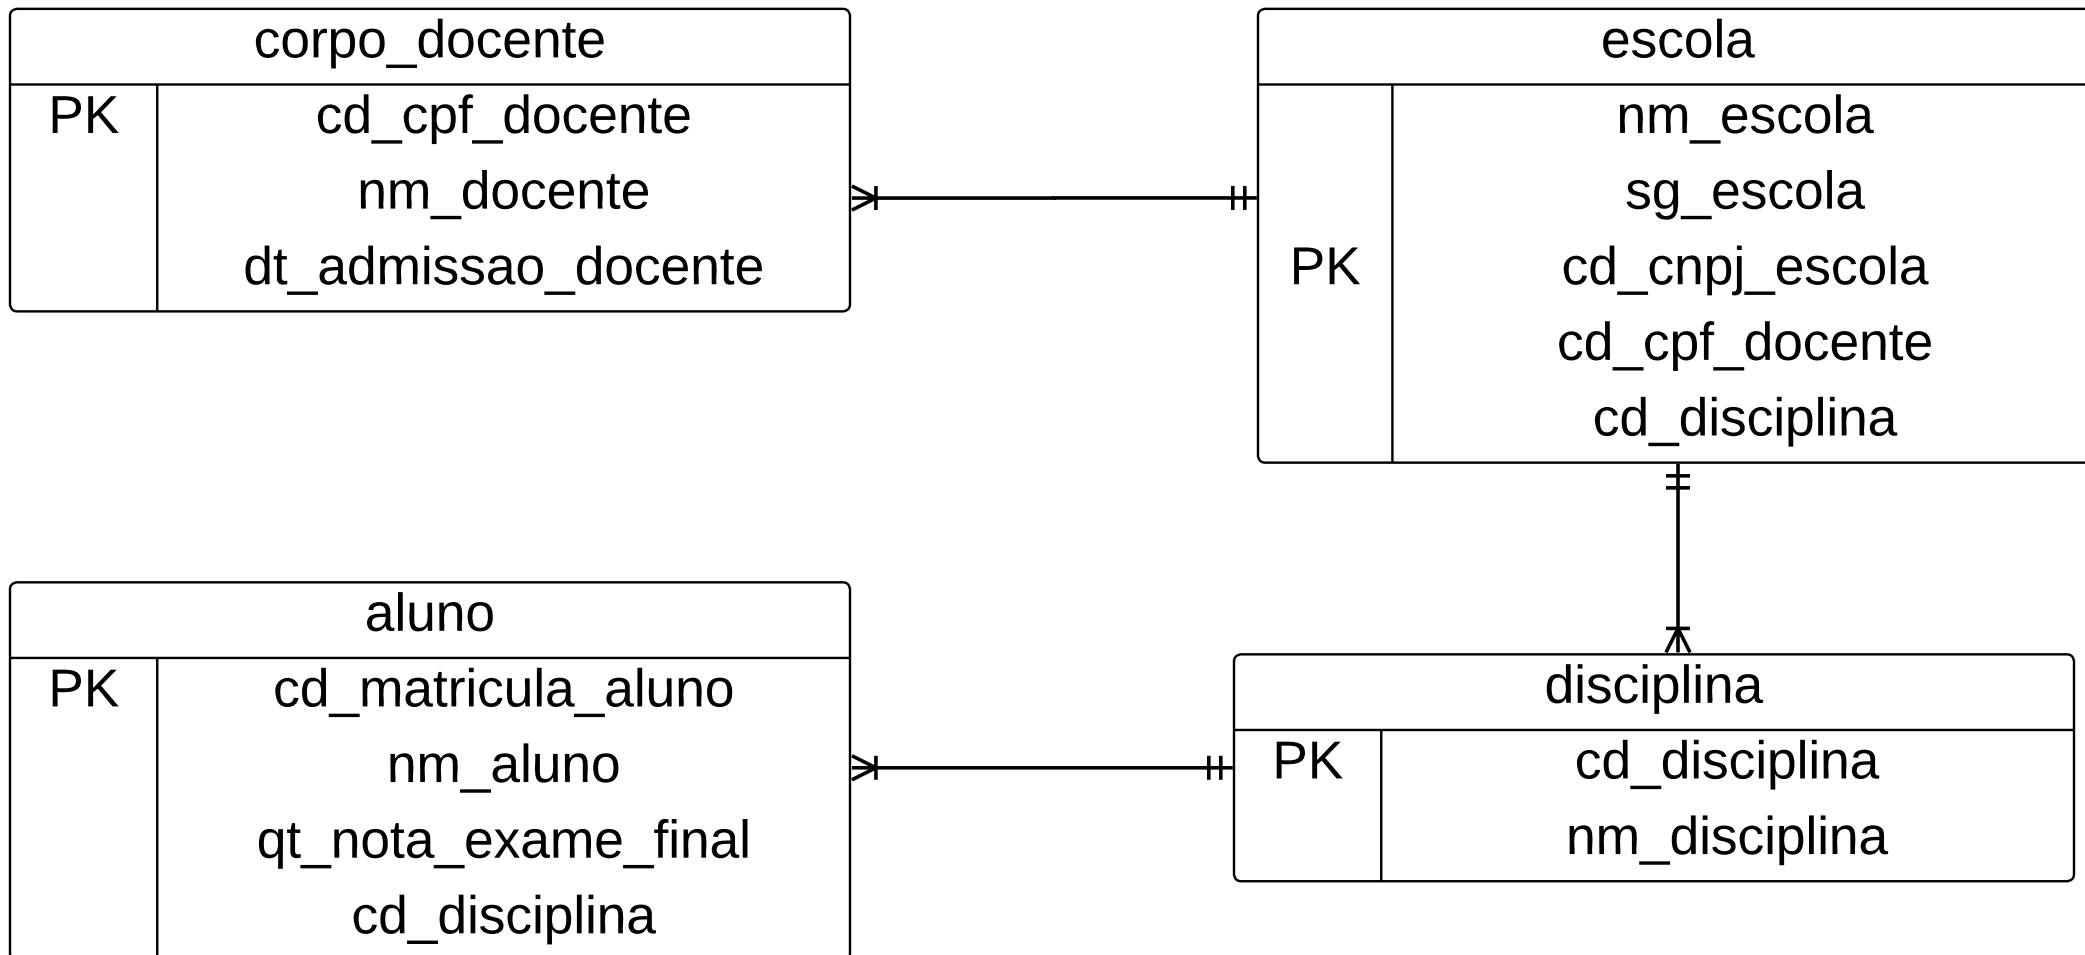 corpo_docente
PK cd_cpf_docente
nm_docente
dt_admissao_docente
escola
nm_escola
sg_escola
PK cd_cnpj_escola
cd_cpf_docente
cd_disciplina
aluno
PK cd_matricula_aluno
nm_aluno
qt_nota_exame_final
cd_disciplina
disciplina
PK cd_disciplina
nm_disciplina